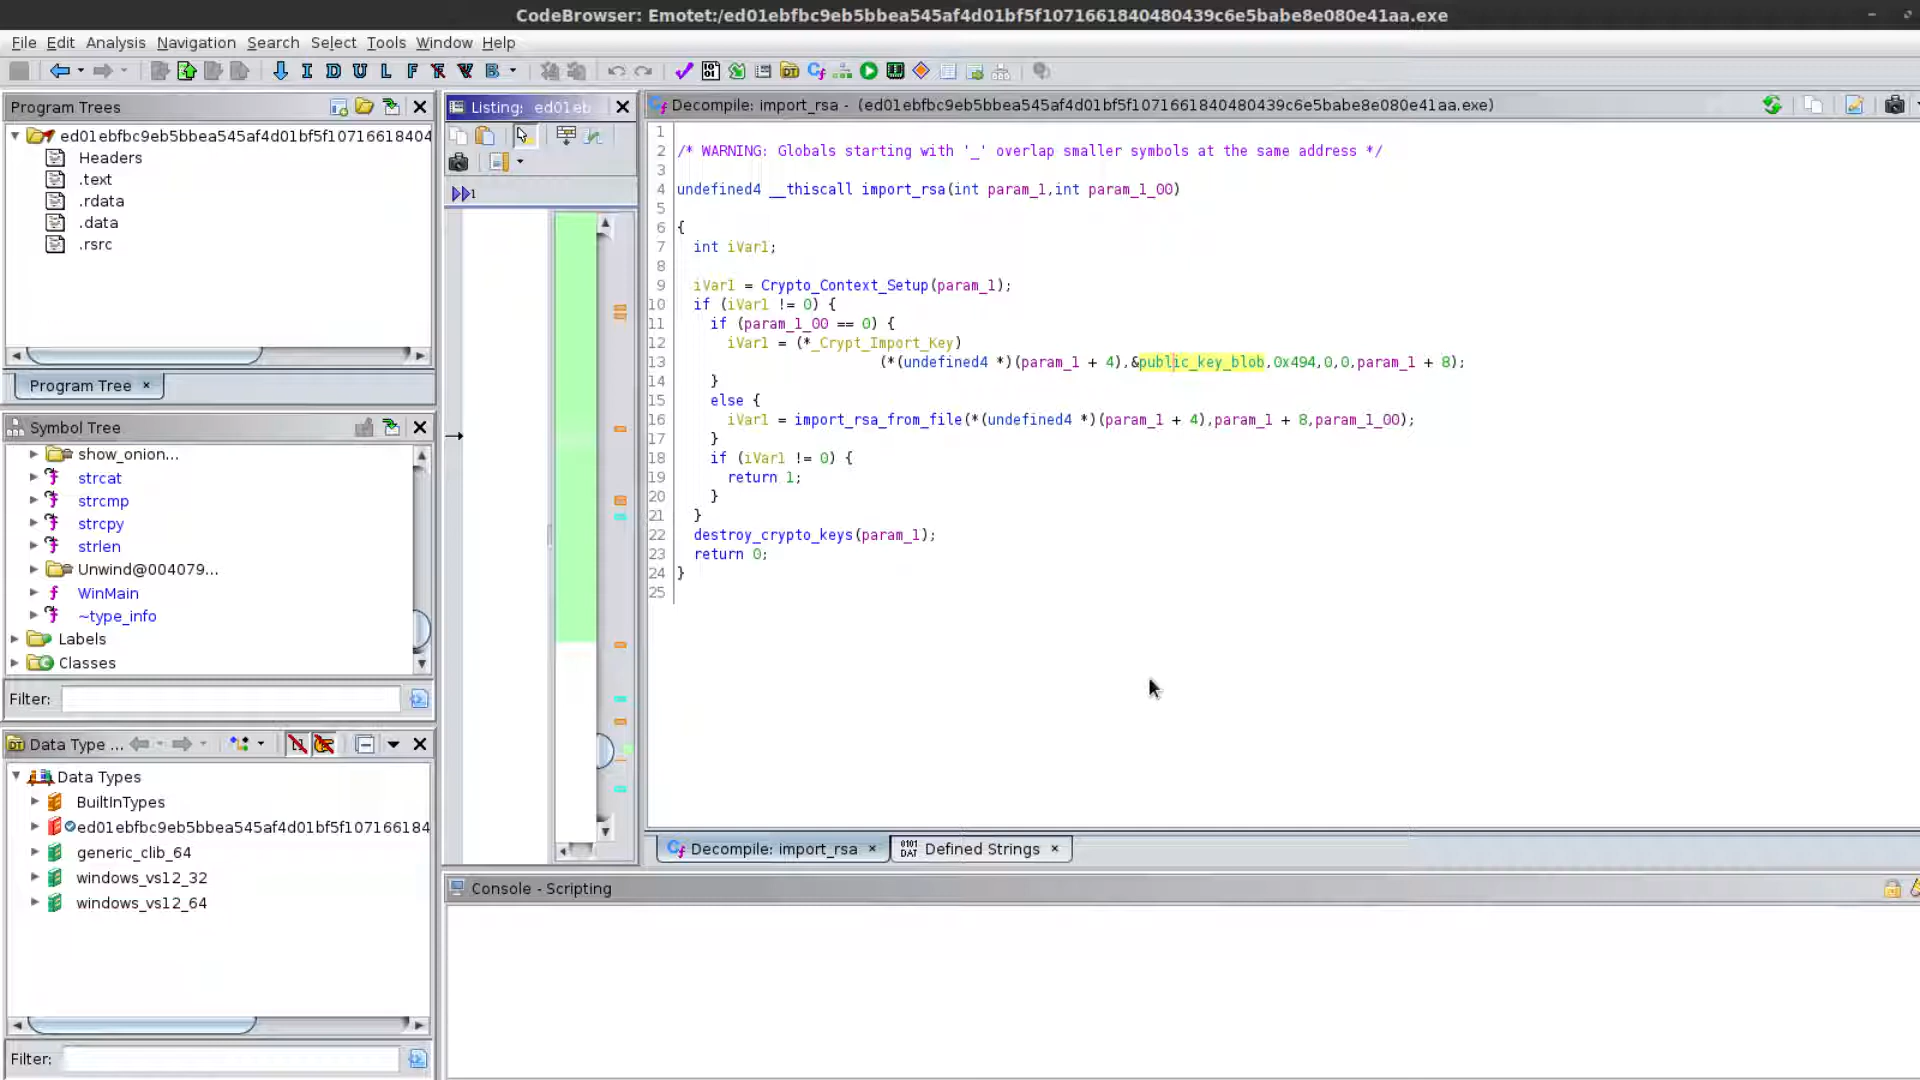 CodeBrowser: Emotet:/ed01ebfbc9eb5bbea545af4d01bf5f1071661840480439c6e5babe8e080e41aa.exe
File Edit Analysis Navigation Search Select Tools Window Help
I D U L F V B
Program Trees
ed01ebfbc9eb5bbea545af4d01bf5f10716618404
Headers
.text
.rdata
.data
.rsrc
Program Tree ×
Symbol Tree
show_onion...
strcat
strcmp
strcpy
strlen
Unwind@004079...
WinMain
~type_info
Labels
Classes
Filter:
Data Type ...
Data Types
BuiltInTypes
ed01ebfbc9eb5bbea545af4d01bf5f107166184
generic_clib_64
windows_vs12_32
windows_vs12_64
Filter:
Listing: ed01eb
1
Decompile: import_rsa - (ed01ebfbc9eb5bbea545af4d01bf5f1071661840480439c6e5babe8e080e41aa.exe)
1
2 /* WARNING: Globals starting with '_' overlap smaller symbols at the same address */
3
4 undefined4 __thiscall import_rsa(int param_1,int param_1_00)
5
6 {
7 int iVar1;
8
9 iVar1 = Crypto_Context_Setup(param_1);
10 if (iVar1 != 0) {
11 if (param_1_00 == 0) {
12 iVar1 = (*_Crypt_Import_Key)
13 (*(undefined4 *)(param_1 + 4),&public_key_blob,0x494,0,0,param_1 + 8);
14 }
15 else {
16 iVar1 = import_rsa_from_file(*(undefined4 *)(param_1 + 4),param_1 + 8,param_1_00);
17 }
18 if (iVar1 != 0) {
19 return 1;
20 }
21 }
22 destroy_crypto_keys(param_1);
23 return 0;
24 }
25
Decompile: import_rsa × Defined Strings ×
Console - Scripting